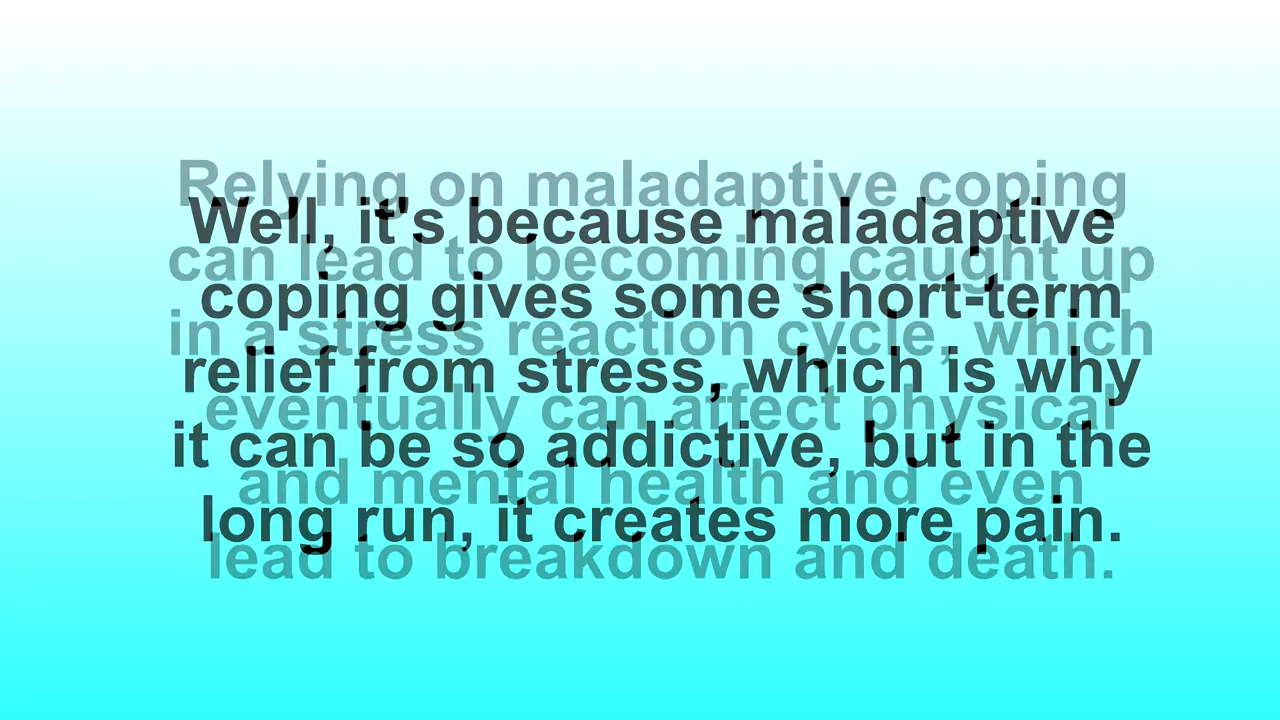 Relying on maladaptive coping
can lead to becoming caught up
in a stress reaction cycle, which
eventually can affect physical
and mental health and even
lead to breakdown and death.
Well, it's because maladaptive
coping gives some short-term
relief from stress, which is why
it can be so addictive, but in the
long run, it creates more pain.